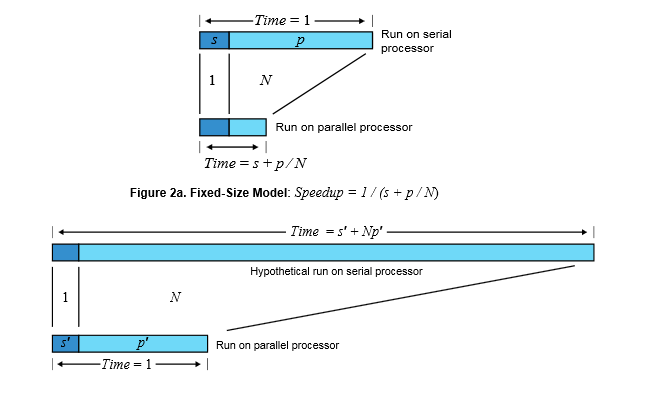 Time = 1
s
p
Run on serial
processor
1
N
Run on parallel processor
Time = s + p/N
Figure 2a. Fixed-Size Model: Speedup = 1 / (s + p / N)
Time = s' + Np'
Hypothetical run on serial processor
1
N
s'
p'
Run on parallel processor
Time = 1